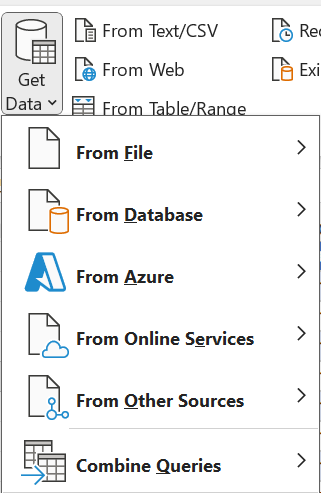 Get
Data
From Text/CSV
From Web
From Table/Range
From File
From Database
From Azure
From Online Services
From Other Sources
Combine Queries